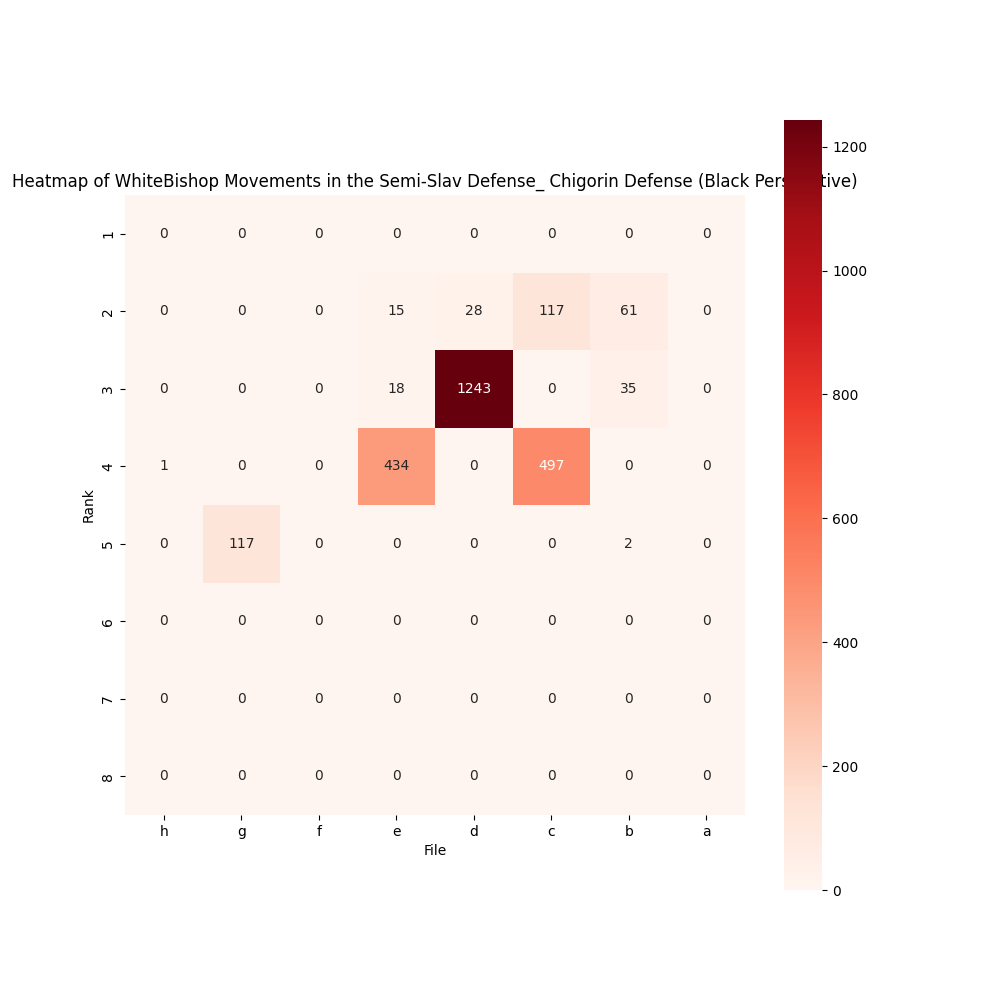 Heatmap of WhiteBishop Movements in the Semi-Slav Defense_ Chigorin Defense (Black Pers tive)
1200
1 0 0 0 0 0 0 0 0
1000
2 0 0 0 15 28 117 61 0
3 0 0 0 18 1243 0 35 0
800
4 1 0 0 434 0 497 0 0
Rank
600
5 0 117 0 0 0 0 2 0
6 0 0 0 0 0 0 0 0
400
7 0 0 0 0 0 0 0 0
200
8 0 0 0 0 0 0 0 0
h g f e d c b a
File
0